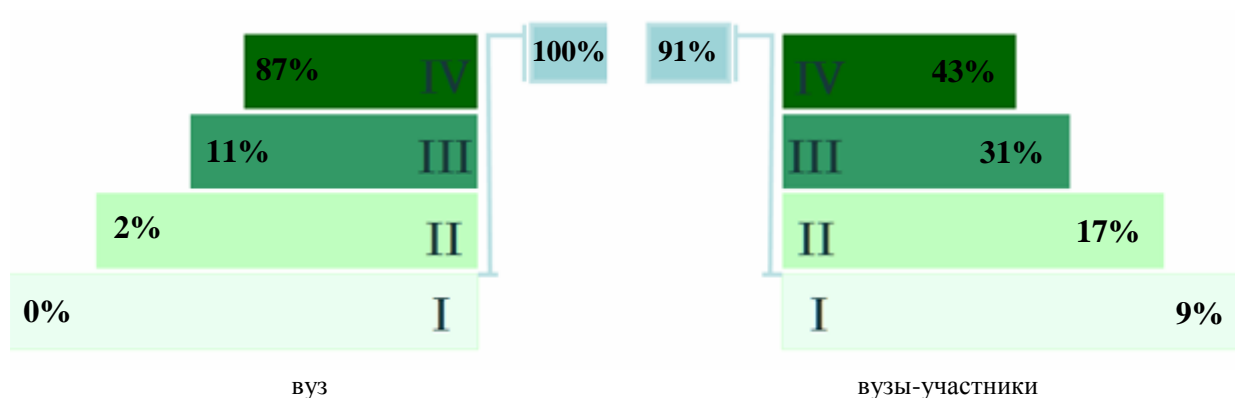 100% 91%
87% IV IV 43%
11% III III 31%
2% II II 17%
0% I I 9%
вуз вузы-участники